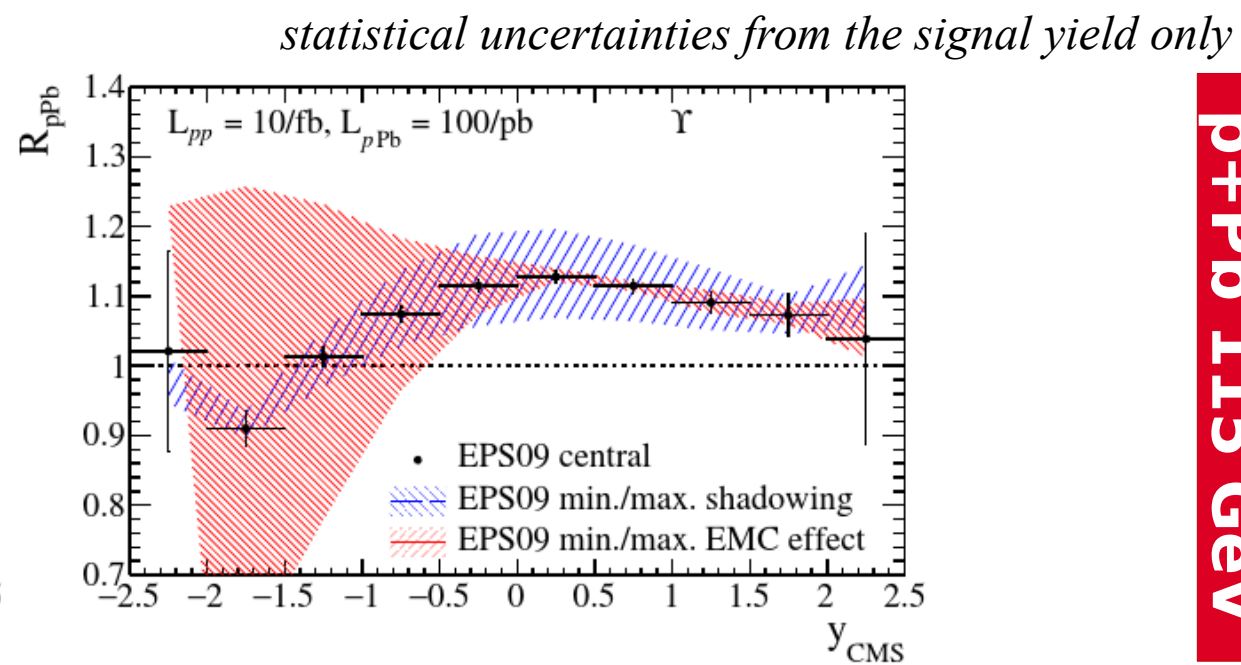 statistical uncertainties from the signal yield only
1.4
1.3
1.2
1.1
1
0.9
0.8
0.7
R_pPb
L_pp = 10/fb, L_pPb = 100/pb
ϒ
EPS09 central
EPS09 min./max. shadowing
EPS09 min./max. EMC effect
−2.5 −2 −1.5 −1 −0.5 0 0.5 1 1.5 2 2.5
y_CMS
p+Pb 115 GeV